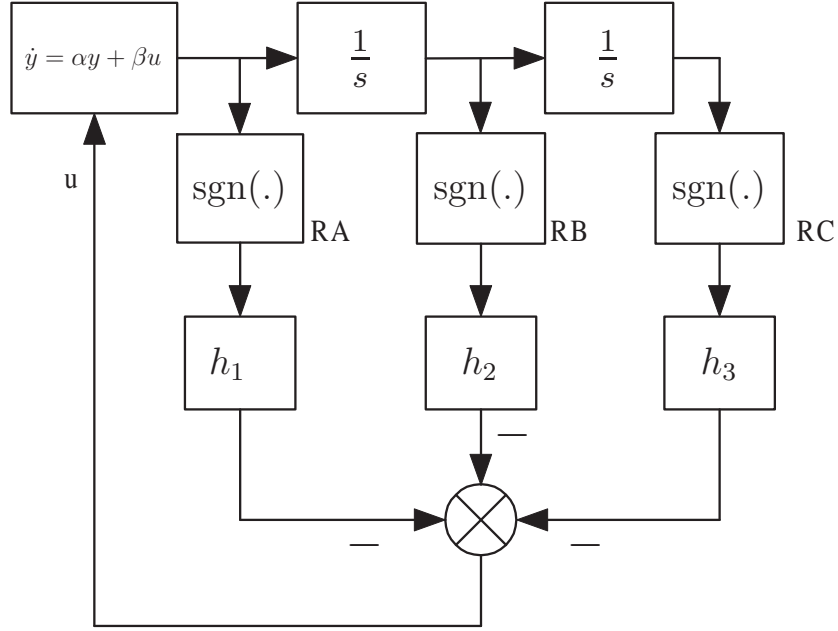 ẏ = αy + βu
1/s
1/s
sgn(.)
sgn(.)
sgn(.)
u
RA
RB
RC
h₁
h₂
h₃
—
—
—